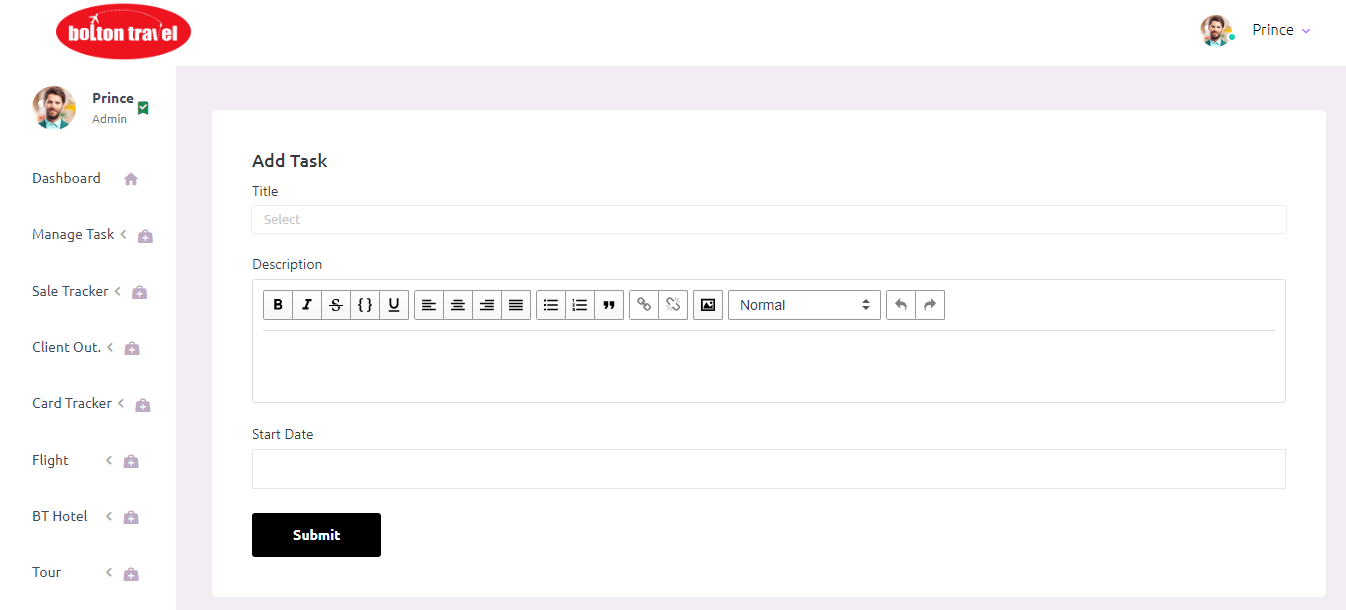 bolton travel
Prince
Prince
Admin
Dashboard
Manage Task
Sale Tracker
Client Out.
Card Tracker
Flight
BT Hotel
Tour
Add Task
Title
Select
Description
B I S {} U Normal
Start Date
Submit